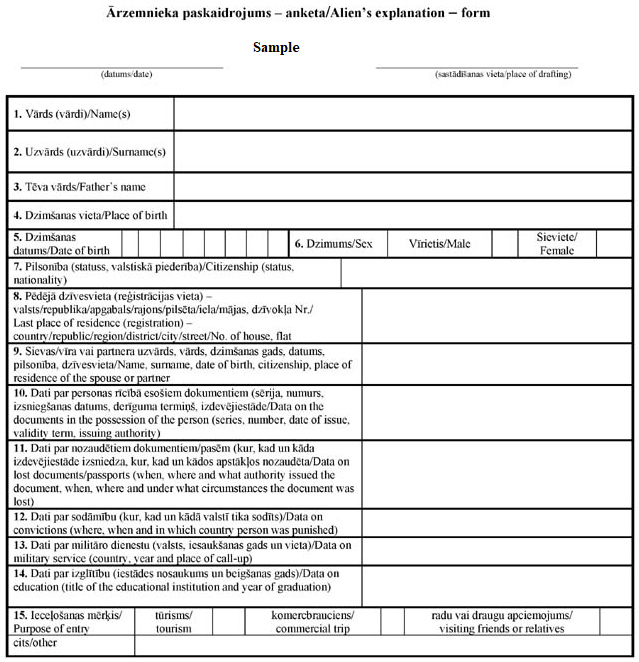 Ārzemnieka paskaidrojums – anketa/Alien's explanation – form
Sample
(datums/date)
(sastādīšanas vieta/place of drafting)
1. Vārds (vārdi)/Name(s)
2. Uzvārds (uzvārdi)/Surname(s)
3. Tēva vārds/Father's name
4. Dzimšanas vieta/Place of birth
5. Dzimšanas
datums/Date of birth
6. Dzimums/Sex
Vīrietis/Male
Sieviete/
Female
7. Pilsonība (statuss, valstiskā piederība)/Citizenship (status,
nationality)
8. Pēdējā dzīvesvieta (reģistrācijas vieta) –
valsts/republika/apgabals/rajons/pilsēta/iela/mājas, dzīvokļa Nr./
Last place of residence (registration) –
country/republic/region/district/city/street/No. of house, flat
9. Sievas/vīra vai partnera uzvārds, vārds, dzimšanas gads, datums,
pilsonība, dzīvesvieta/Name, surname, date of birth, citizenship, place of
residence of the spouse or partner
10. Dati par personas rīcībā esošiem dokumentiem (sērija, numurs,
izsniegšanas datums, derīguma termiņš, izdevējiestāde/Data on the
documents in the possession of the person (series, number, date of issue,
validity term, issuing authority)
11. Dati par nozaudētiem dokumentiem/pasēm (kur, kad un kāda
izdevējiestāde izsniedza, kur, kad un kādos apstākļos nozaudēta/Data on
lost documents/passports (when, where and what authority issued the
document, when, where and under what circumstances the document was
lost)
12. Dati par sodāmību (kur, kad un kādā valstī tika sodīts)/Data on
convictions (where, when and in which country person was punished)
13. Dati par militāro dienestu (valsts, iesaukšanas gads un vieta)/Data on
military service (country, year and place of call-up)
14. Dati par izglītību (iestādes nosaukums un beigšanas gads)/Data on
education (title of the educational institution and year of graduation)
15. Ieceļošanas mērķis/
Purpose of entry
tūrisms/
tourism
komercbrauciens/
commercial trip
radu vai draugu apciemojums/
visiting friends or relatives
cits/other